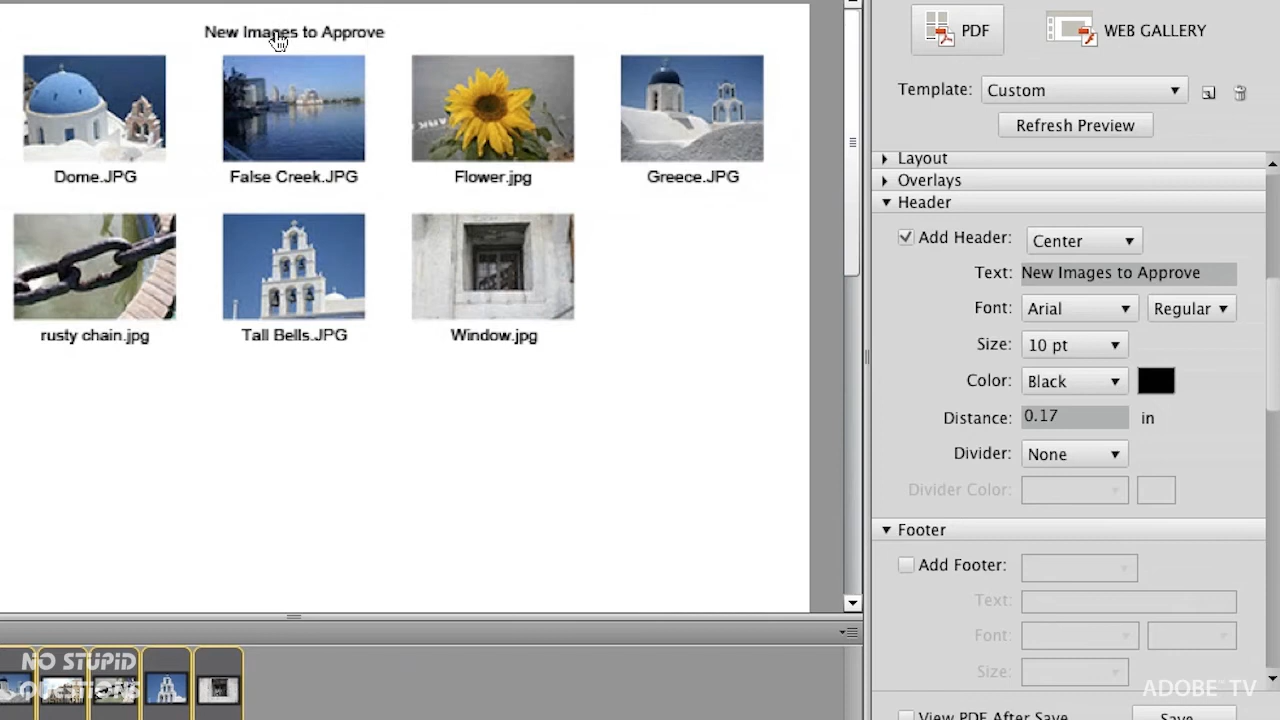 New Images to Approve
Dome.JPG
False Creek.JPG
Flower.jpg
Greece.JPG
rusty chain.jpg
Tall Bells.JPG
Window.jpg
PDF
WEB GALLERY
Template: Custom
Refresh Preview
Layout
Overlays
Header
Add Header: Center
Text: New Images to Approve
Font: Arial Regular
Size: 10 pt
Color: Black
Distance: 0.17 in
Divider: None
Divider Color:
Footer
Add Footer:
Text:
Font:
Size:
View PDF After Save
Save
NO STUPID
QUESTIONS
ADOBE™ TV